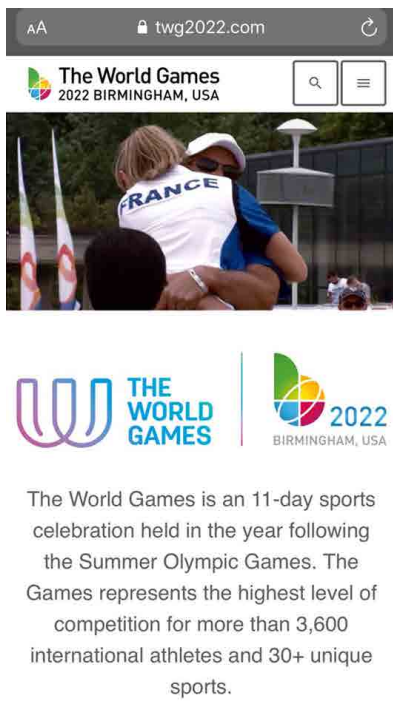 AA
twg2022.com
The World Games
2022 BIRMINGHAM, USA
FRANCE
THE
WORLD
GAMES
2022
BIRMINGHAM, USA
The World Games is an 11-day sports
celebration held in the year following
the Summer Olympic Games. The
Games represents the highest level of
competition for more than 3,600
international athletes and 30+ unique
sports.